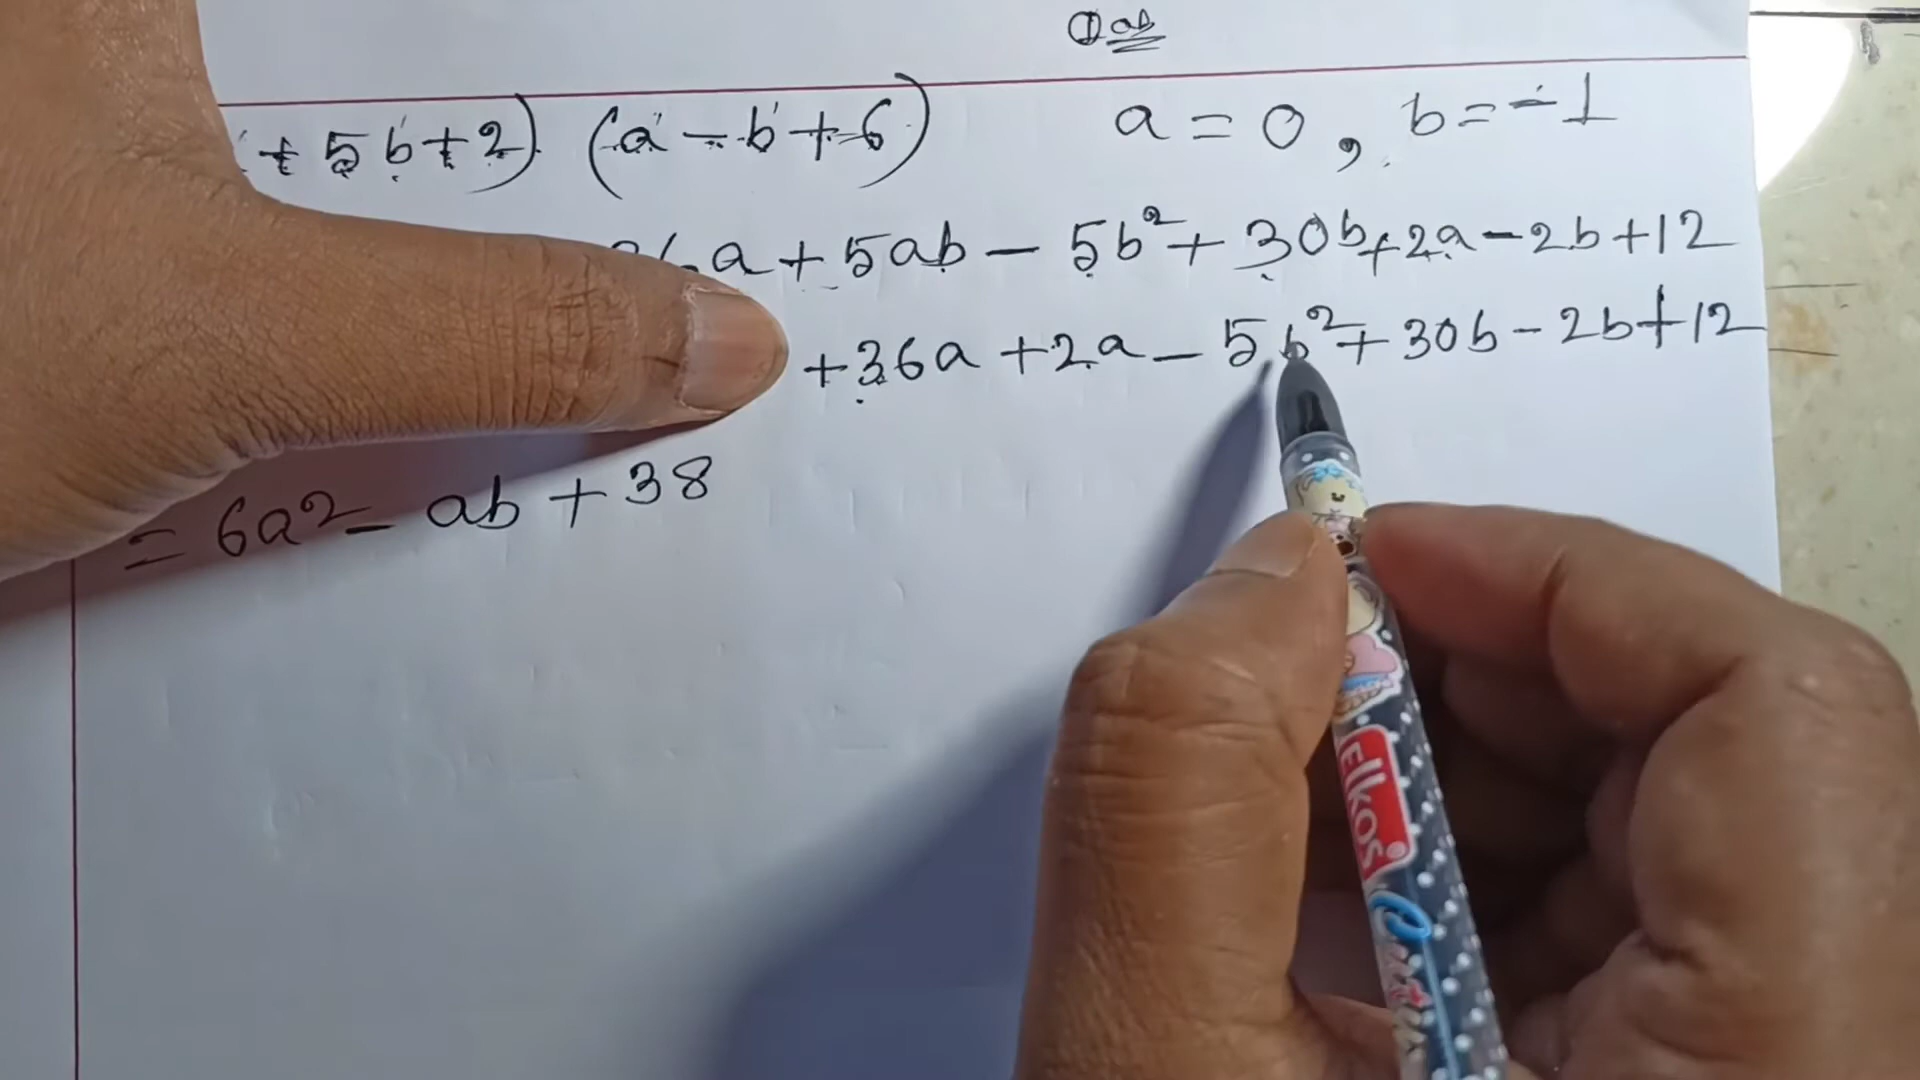 + 5b + 2) (a - b + 6) a = 0, b = -1
36a + 5ab - 5b² + 30b + 2a - 2b + 12
+ 36a + 2a - 5b² + 30b - 2b + 12
= 6a² - ab + 38
elkos